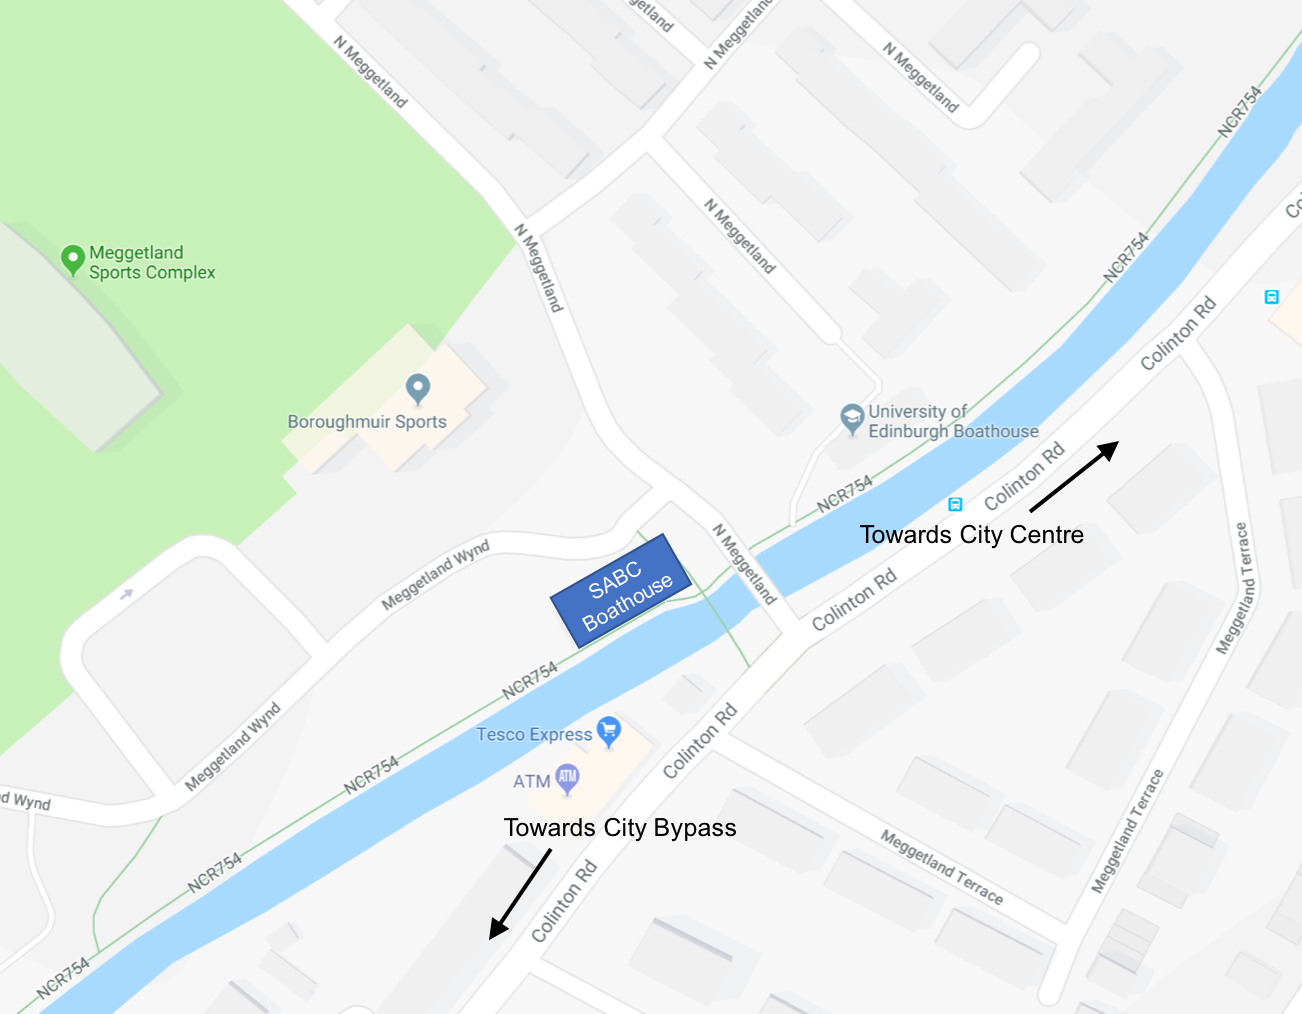 N Meggetland
ggetland
N Meggetland
N Meggetland
NCR754
Meggetland
Sports Complex
N Meggetland
N Meggetland
NCR754
Colinton Rd
Boroughmuir Sports
University of
Edinburgh Boathouse
Colinton Rd
NCR754
Towards City Centre
N Meggetland
Meggetland Wynd
SABC
Boathouse
Colinton Rd
Meggetland Terrace
NCR754
Meggetland Wynd
Tesco Express
Colinton Rd
NCR754
ATM
ATM
d Wynd
Towards City Bypass
Meggetland Terrace
Meggetland Terrace
NCR754
Colinton Rd
NCR754